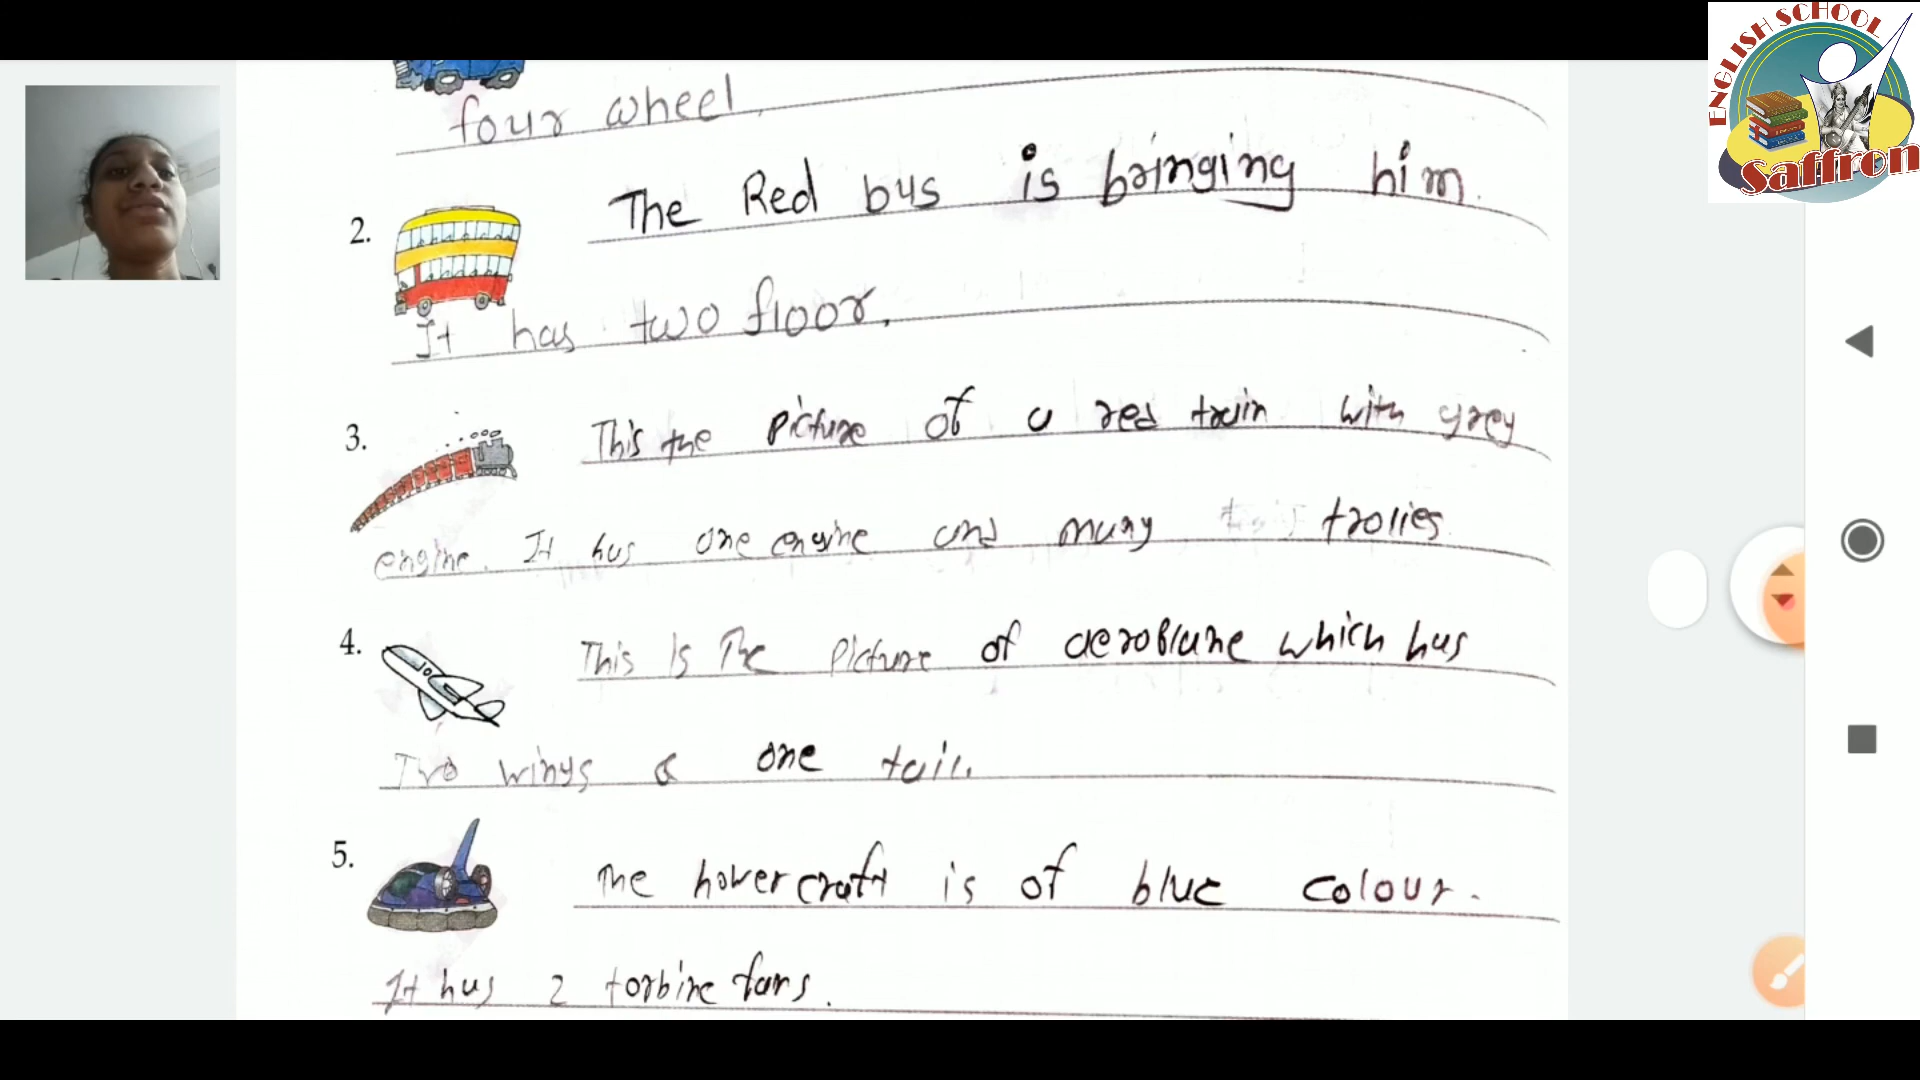 ENGLISH SCHOOL
Saffron
four wheel.
2. The Red bus is bringing him.
It has two floor.
3. This the picture of a red train with grey
engine. It has one engine and many trolies
4. This is The picture of aeroplane which has
Two wings & one tail.
5. The hovercraft is of blue colour.
It has 2 torbine fans.